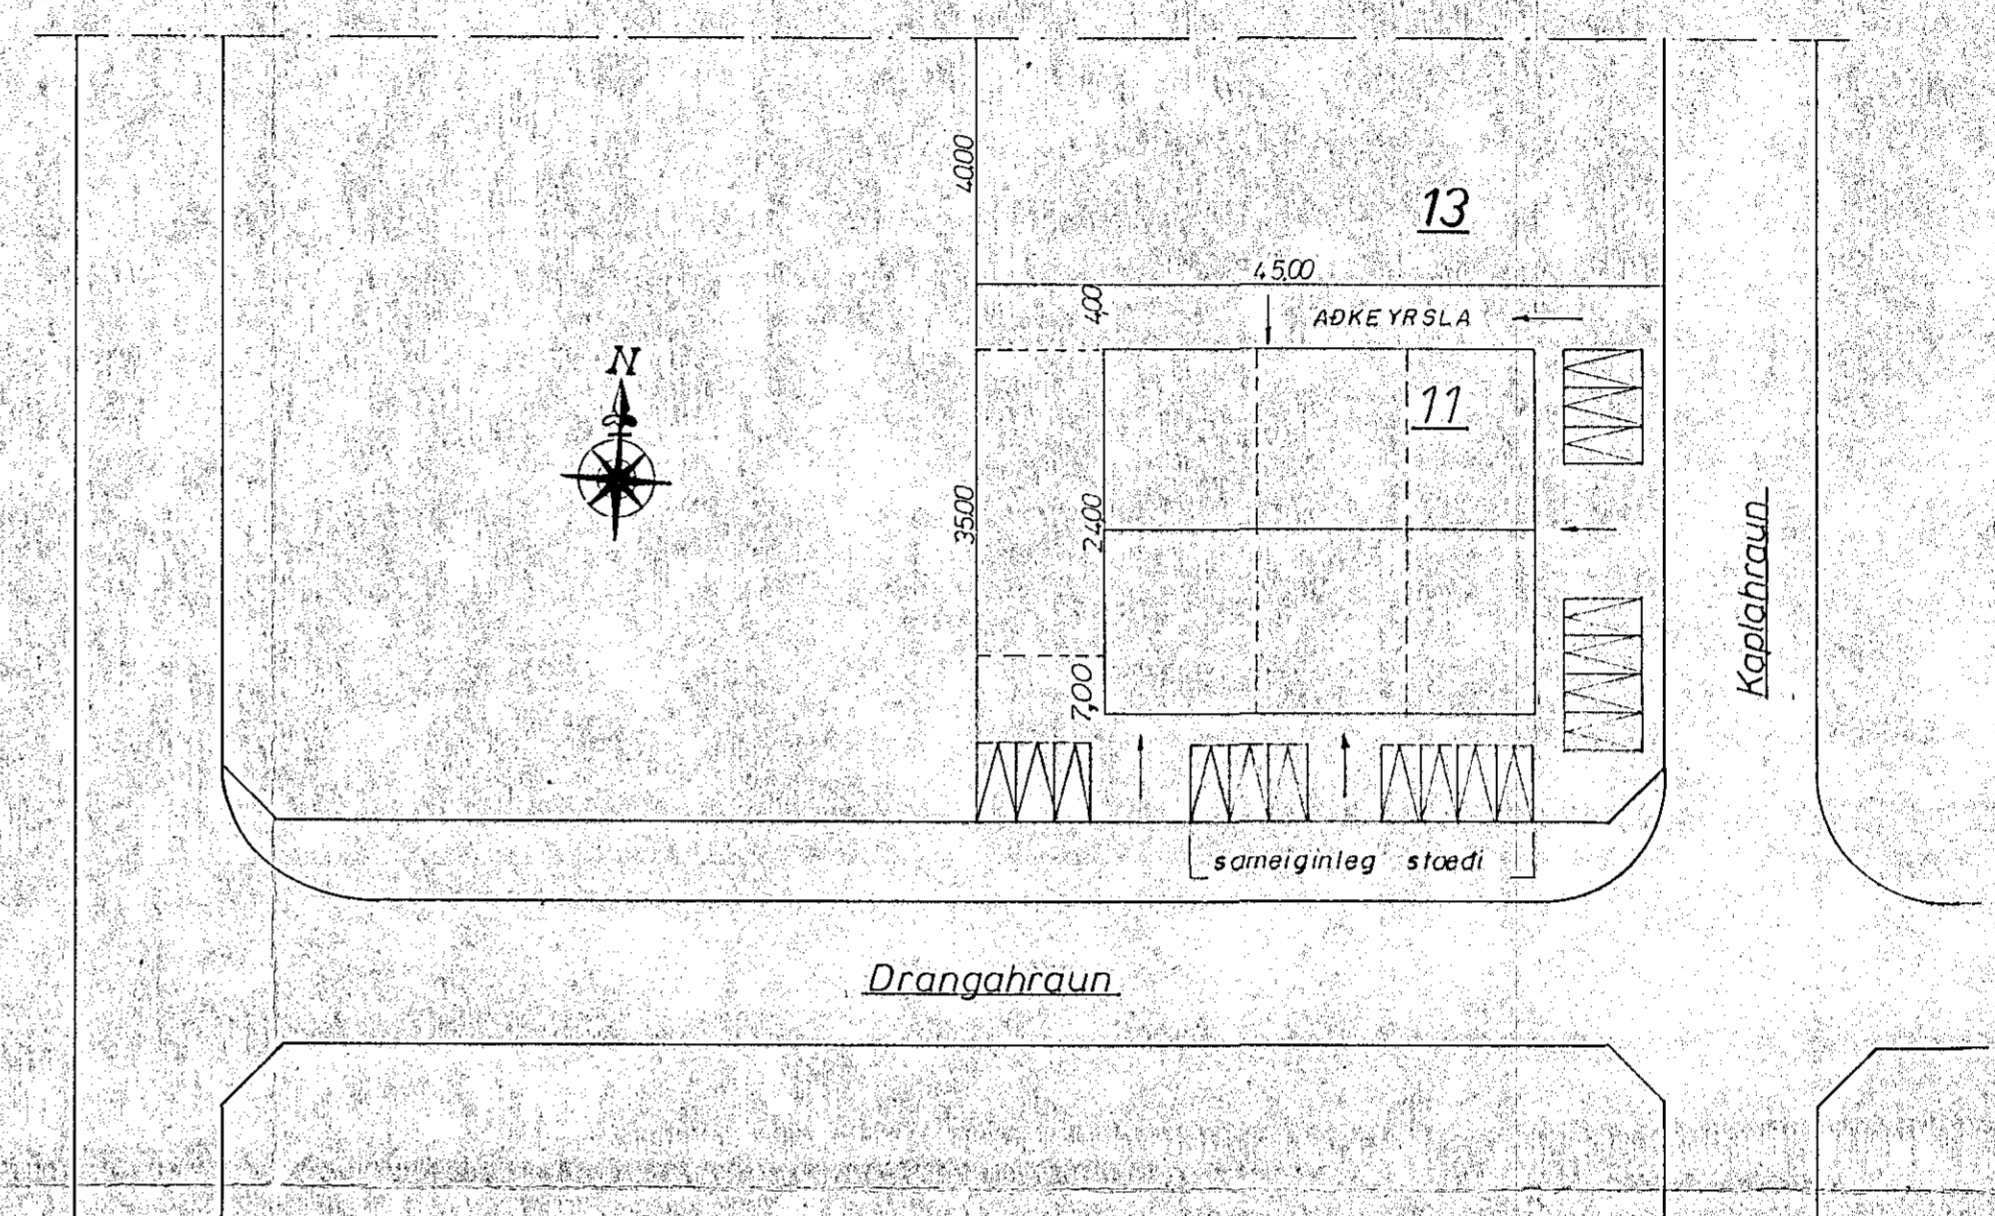 40,00
13
45,00
4,00
AÐKEYRSLA
N
11
35,00
24,00
Kaplahraun
7,00
sameiginleg stæði
Drangahraun